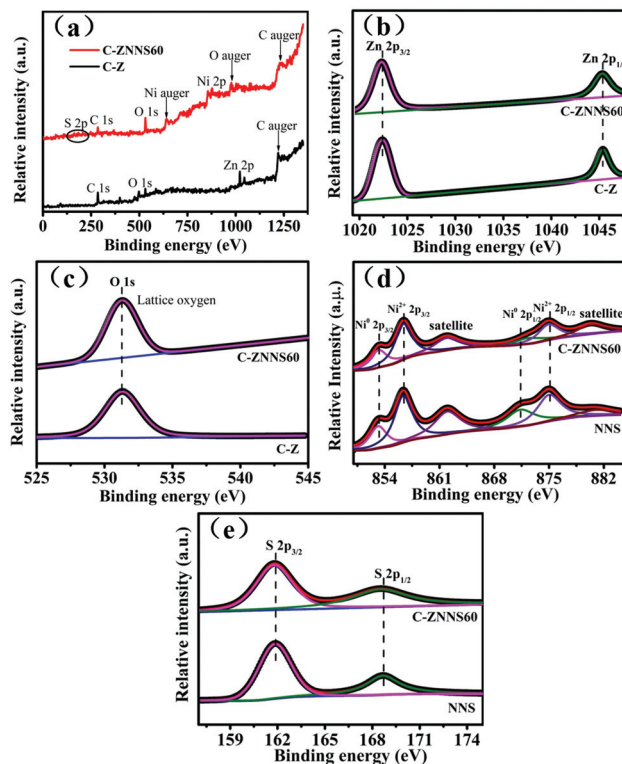 (a)
C-ZNNS60
C-Z
C auger
O auger
Ni 2p
Ni auger
O 1s
C 1s
S 2p
C auger
Zn 2p
O 1s
C 1s
Relative intensity (a.u.)
0 250 500 750 1000 1250
Binding energy (eV)
(b)
Zn 2p3/2
Zn 2p1/2
C-ZNNS60
C-Z
Relative intensity (a.u.)
1020 1025 1030 1035 1040 1045
Binding energy (eV)
(c)
O 1s
Lattice oxygen
C-ZNNS60
C-Z
Relative intensity (a.u.)
525 530 535 540 545
Binding energy (eV)
(d)
Ni0 2p3/2
Ni2+ 2p3/2
satellite
Ni0 2p1/2
Ni2+ 2p1/2
satellite
C-ZNNS60
NNS
Relative Intensity (a.μ.)
854 861 868 875 882
Binding energy (eV)
(e)
S 2p3/2
S 2p1/2
C-ZNNS60
NNS
Relative intensity (a.u.)
159 162 165 168 171 174
Binding energy (eV)